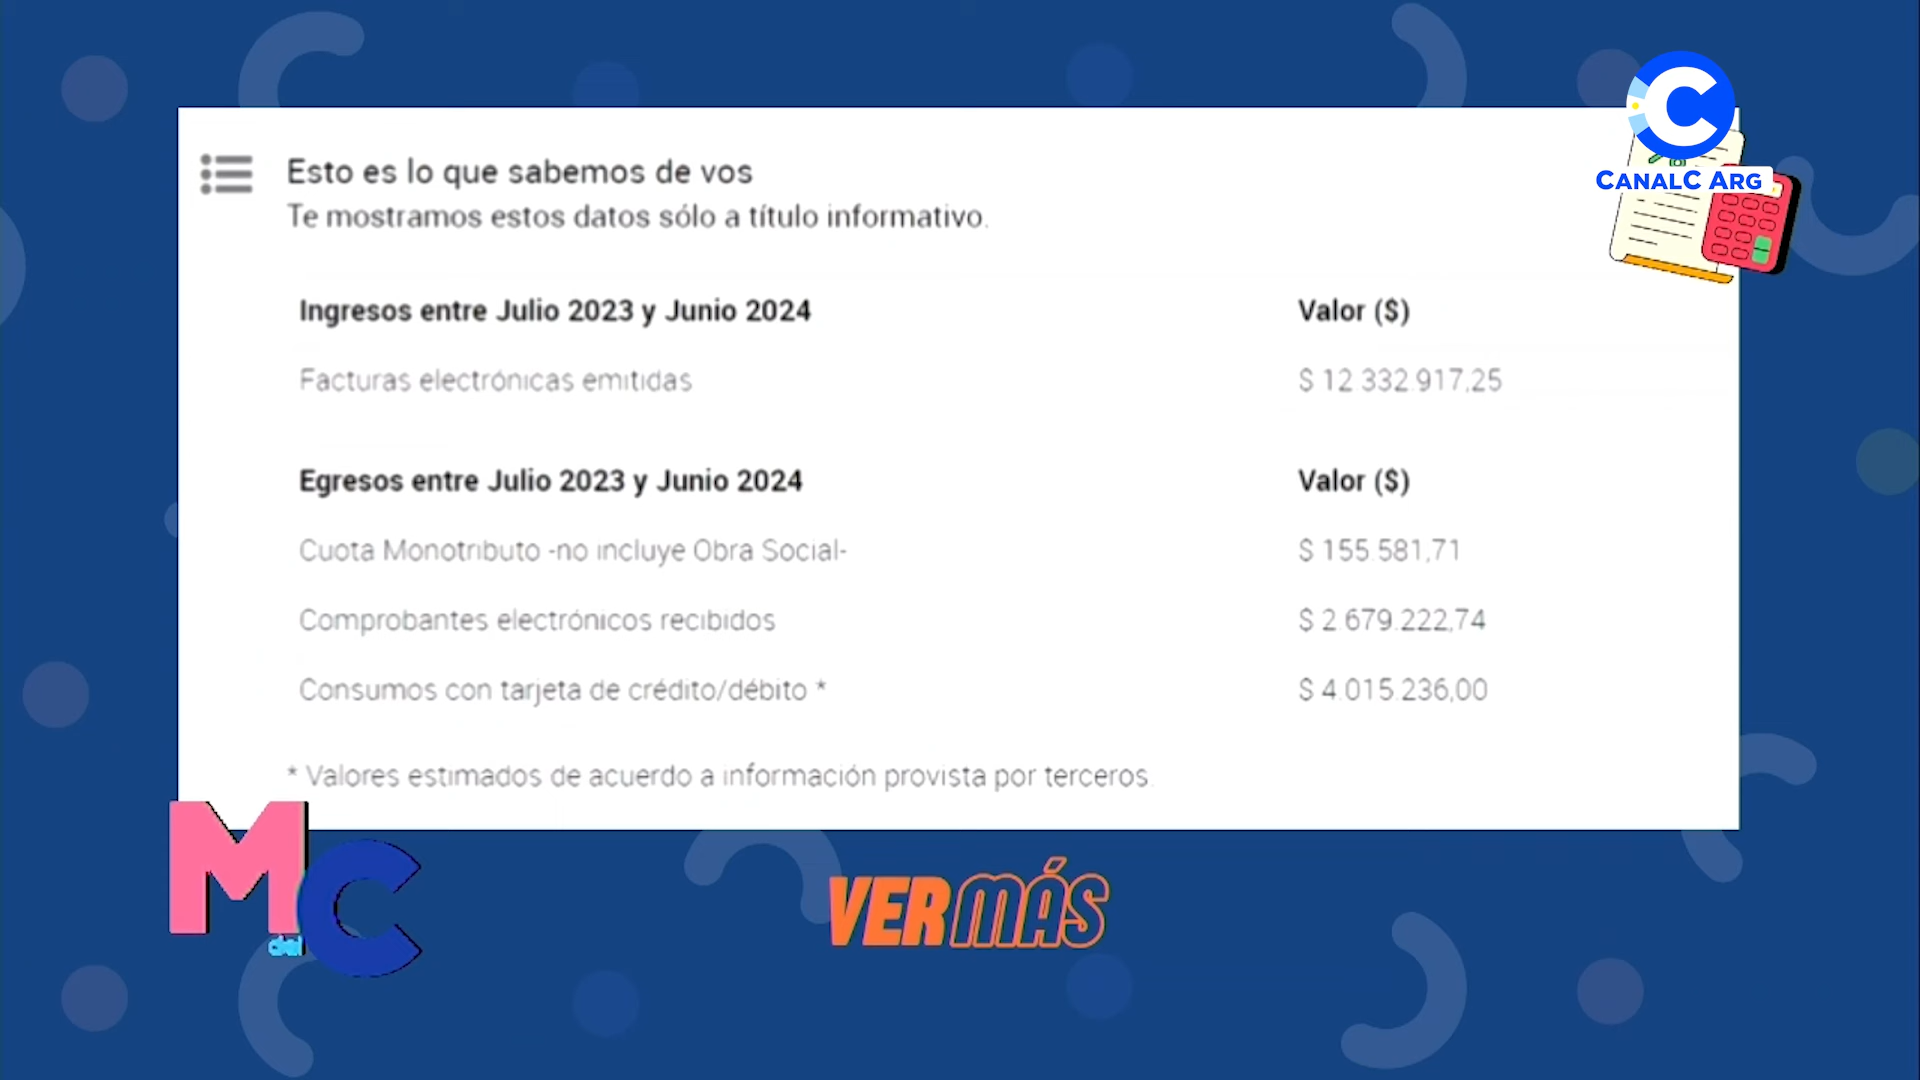 CANALC ARG
Esto es lo que sabemos de vos
Te mostramos estos datos sólo a título informativo.
Ingresos entre Julio 2023 y Junio 2024 Valor ($)
Facturas electrónicas emitidas $ 12.332.917,25
Egresos entre Julio 2023 y Junio 2024 Valor ($)
Cuota Monotributo -no incluye Obra Social- $ 155.581,71
Comprobantes electrónicos recibidos $ 2.679.222,74
Consumos con tarjeta de crédito/débito * $ 4.015.236,00
* Valores estimados de acuerdo a información provista por terceros.
M del C
VER MÁS